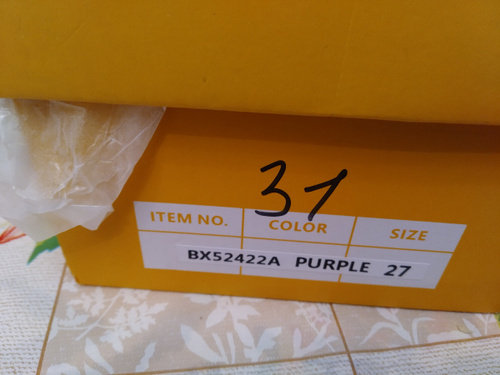 31
ITEM NO. COLOR SIZE
BX52422A PURPLE 27